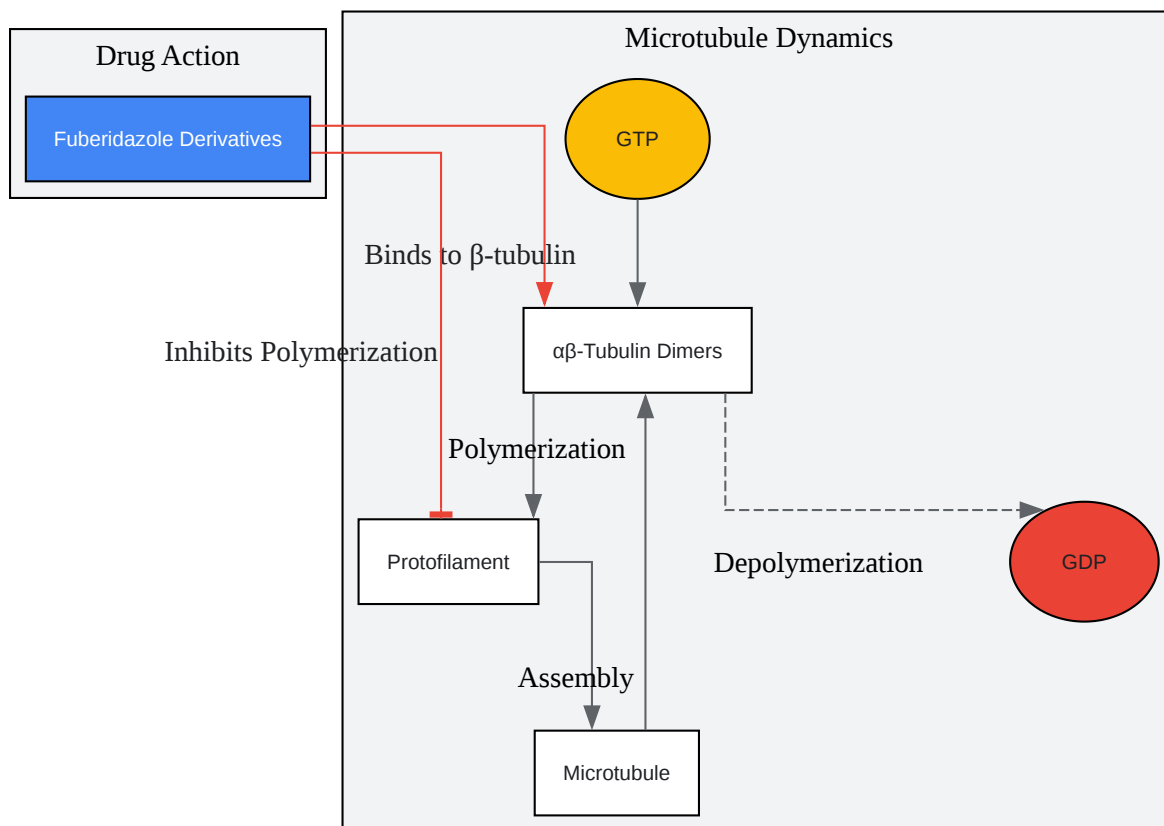 Microtubule Dynamics
Drug Action
Fuberidazole Derivatives
GTP
Binds to β-tubulin
Inhibits Polymerization
αβ-Tubulin Dimers
Polymerization
Protofilament
Depolymerization
GDP
Assembly
Microtubule